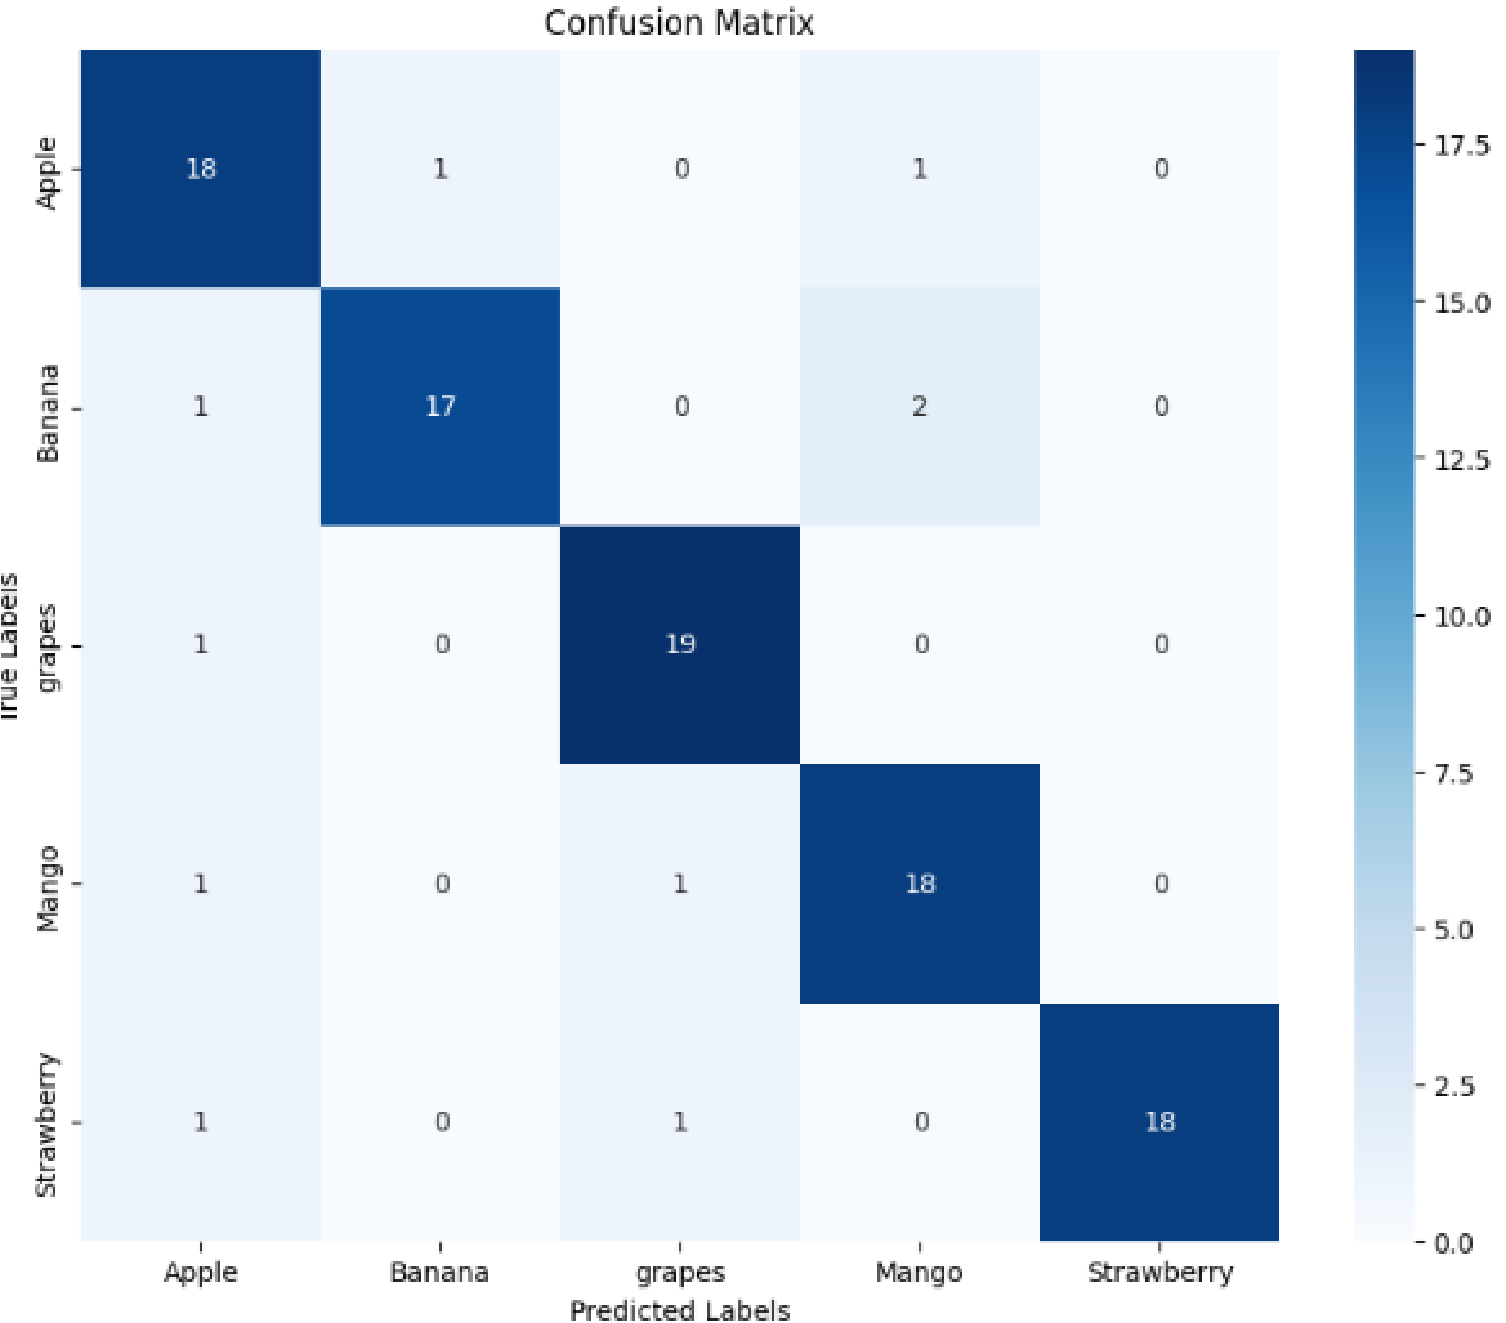 Confusion Matrix
Apple 18 1 0 1 0
Banana 1 17 0 2 0
grapes 1 0 19 0 0
Mango 1 0 1 18 0
Strawberry 1 0 1 0 18
Apple Banana grapes Mango Strawberry
Predicted Labels
True Labels
17.5
15.0
12.5
10.0
7.5
5.0
2.5
0.0